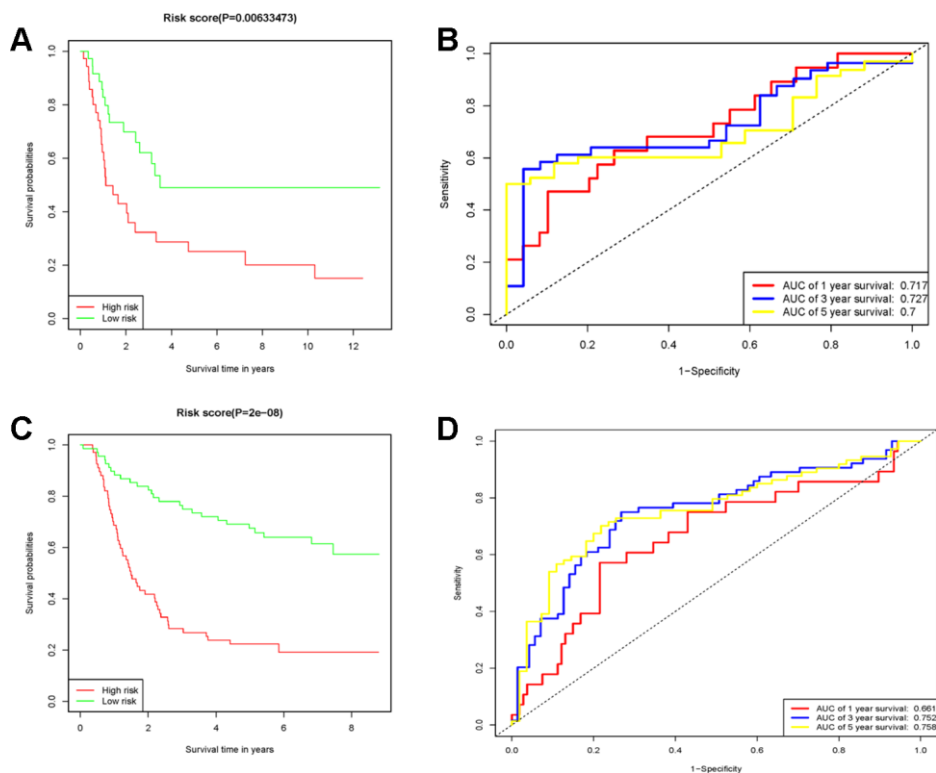 A
Risk score(P=0.00633473)
Survival probabilities
0.0
0.2
0.4
0.6
0.8
1.0
High risk
Low risk
0
2
4
6
8
10
12
Survival time in years
B
Sensitivity
0.0
0.2
0.4
0.6
0.8
1.0
AUC of 1 year survival: 0.717
AUC of 3 year survival: 0.727
AUC of 5 year survival: 0.7
0.0
0.2
0.4
0.6
0.8
1.0
1−Specificity
C
Risk score(P=2e−08)
Survival probabilities
0.0
0.2
0.4
0.6
0.8
1.0
High risk
Low risk
0
2
4
6
8
Survival time in years
D
Sensitivity
0.0
0.2
0.4
0.6
0.8
1.0
AUC of 1 year survival: 0.661
AUC of 3 year survival: 0.752
AUC of 5 year survival: 0.758
0.0
0.2
0.4
0.6
0.8
1.0
1−Specificity